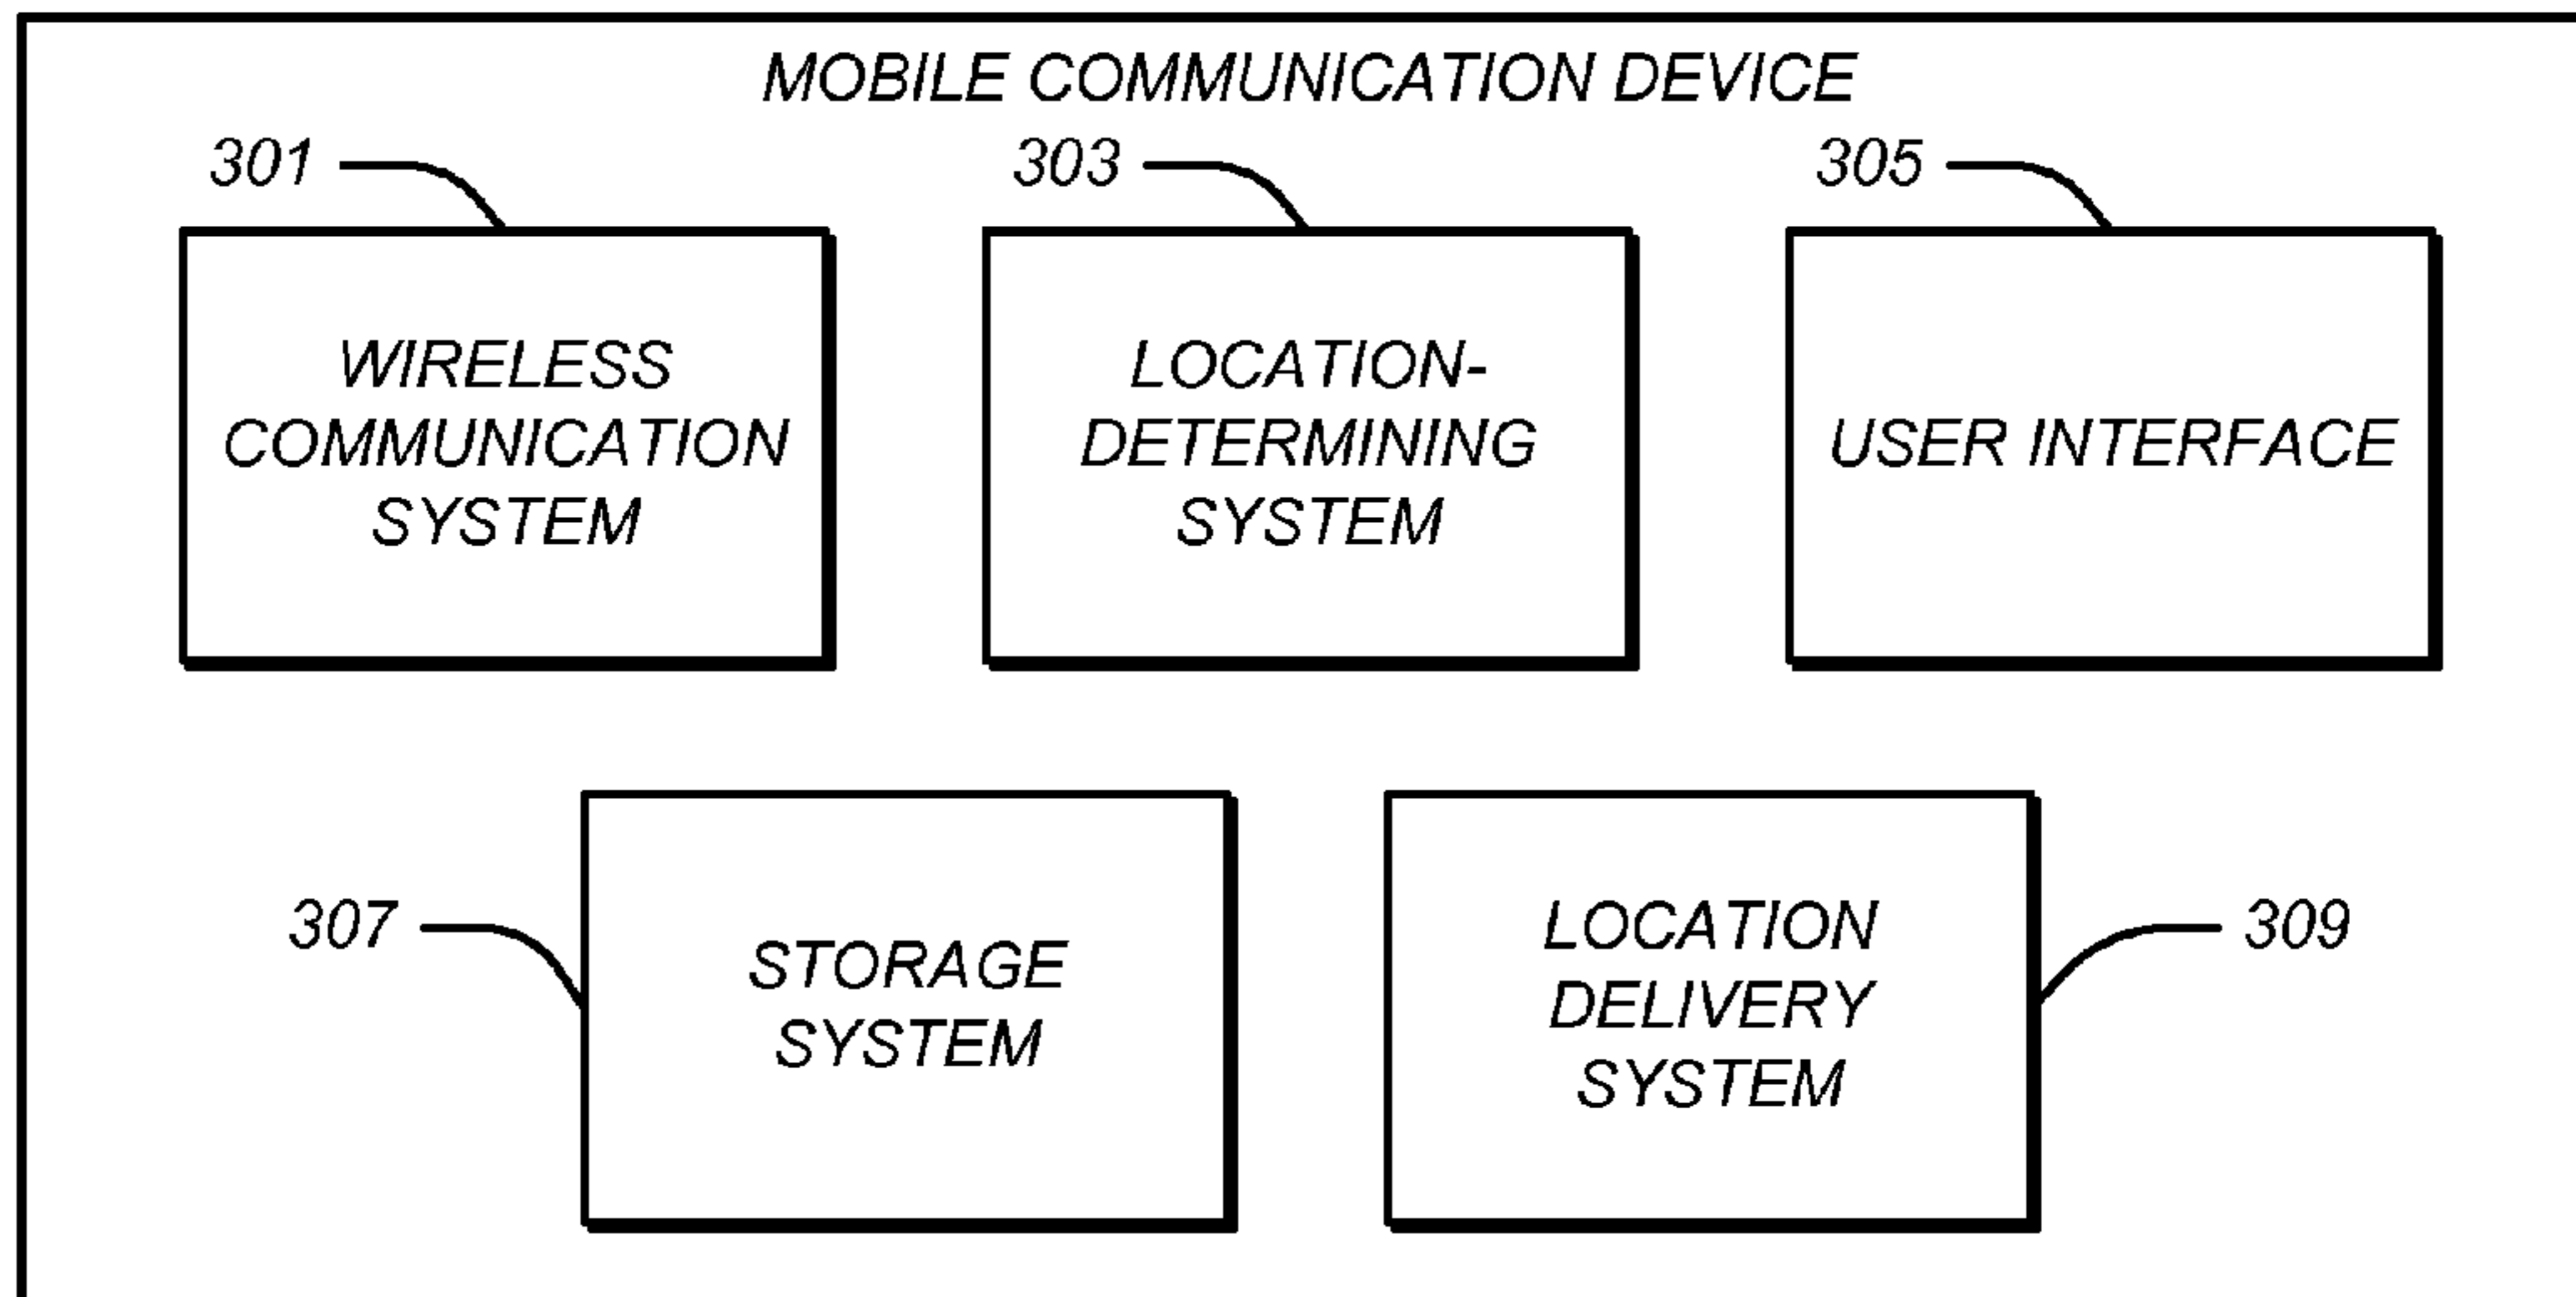 MOBILE COMMUNICATION DEVICE
301
303
305
WIRELESS
COMMUNICATION
SYSTEM
LOCATION-
DETERMINING
SYSTEM
USER INTERFACE
307
STORAGE
SYSTEM
LOCATION
DELIVERY
SYSTEM
309